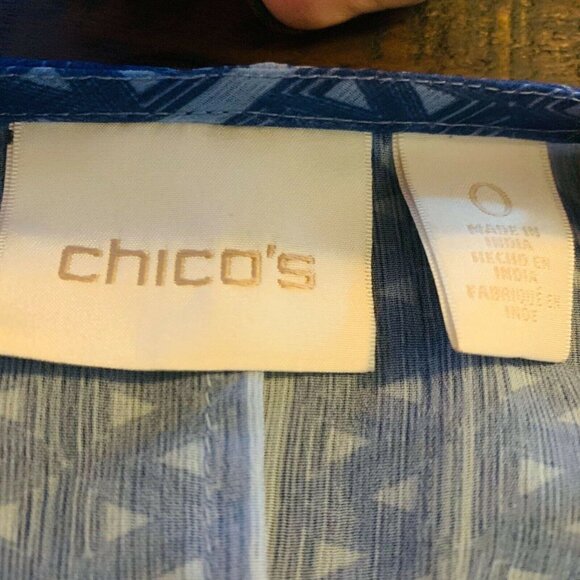 chico's
0
MADE IN
INDIA
HECHO EN
INDIA
FABRIQUÉ EN
INDE